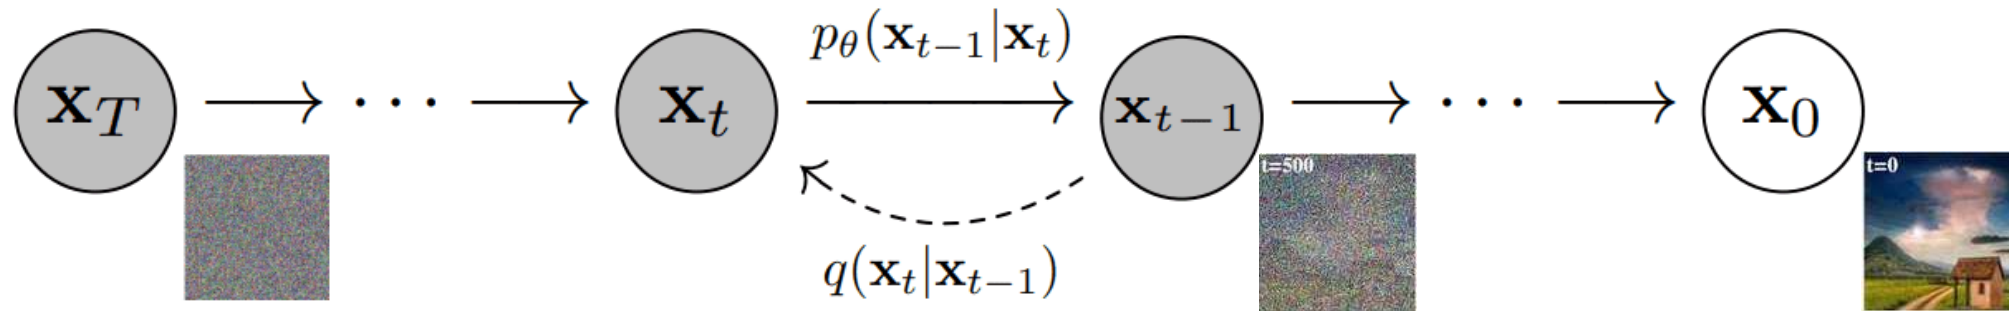 p_θ(x_{t−1}|x_t)
x_T ⟶ ··· ⟶ x_t ⟶ x_{t−1} ⟶ ··· ⟶ x_0
t=500
t=0
q(x_t|x_{t−1})